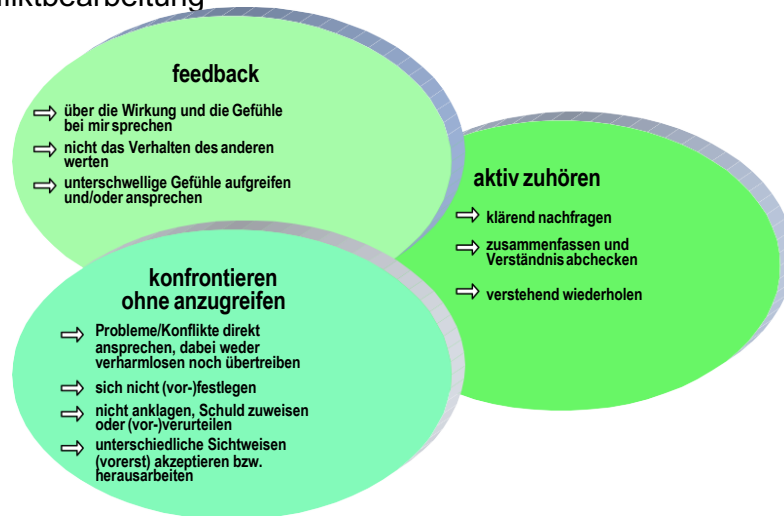 feedback
über die Wirkung und die Gefühle
bei mir sprechen
nicht das Verhalten des anderen
werten
unterschwellige Gefühle aufgreifen
und/oder ansprechen
aktiv zuhören
klärend nachfragen
zusammenfassen und
Verständnis abchecken
verstehend wiederholen
konfrontieren
ohne anzugreifen
Probleme/Konflikte direkt
ansprechen, dabei weder
verharmlosen noch übertreiben
sich nicht (vor-)festlegen
nicht anklagen, Schuld zuweisen
oder (vor-)verurteilen
unterschiedliche Sichtweisen
(vorerst) akzeptieren bzw.
herausarbeiten